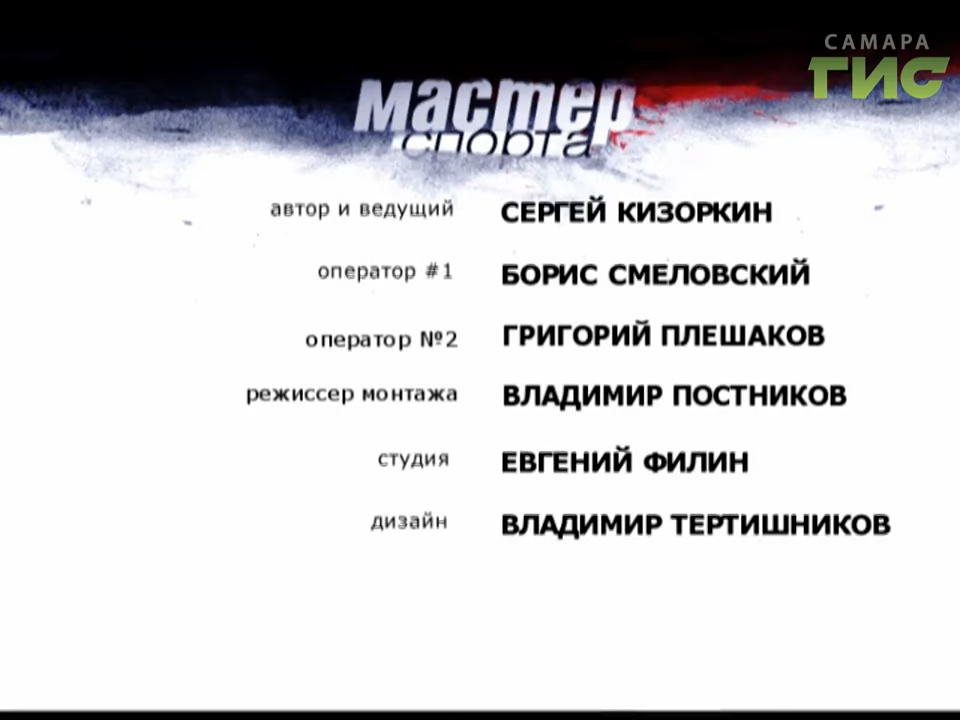 САМАРА
ГИС
мастер
спорта
автор и ведущий СЕРГЕЙ КИЗОРКИН
оператор #1 БОРИС СМЕЛОВСКИЙ
оператор №2 ГРИГОРИЙ ПЛЕШАКОВ
режиссер монтажа ВЛАДИМИР ПОСТНИКОВ
студия ЕВГЕНИЙ ФИЛИН
дизайн ВЛАДИМИР ТЕРТИШНИКОВ